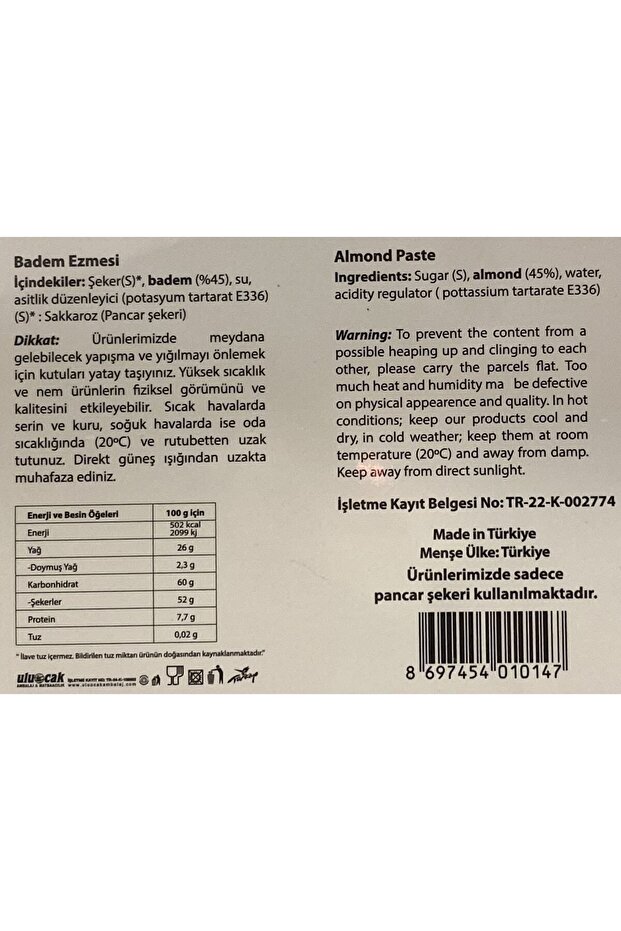 Badem Ezmesi
İçindekiler: Şeker(S)*, badem (%45), su,
asitlik düzenleyici (potasyum tartarat E336)
(S)* : Sakkaroz (Pancar şekeri)
Dikkat: Ürünlerimizde meydana
gelebilecek yapışma ve yığılmayı önlemek
için kutuları yatay taşıyınız. Yüksek sıcaklık
ve nem ürünlerin fiziksel görümünü ve
kalitesini etkileyebilir. Sıcak havalarda
serin ve kuru, soğuk havalarda ise oda
sıcaklığında (20ºC) ve rutubetten uzak
tutunuz. Direkt güneş ışığından uzakta
muhafaza ediniz.
Enerji ve Besin Öğeleri 100 g için
Enerji 502 kcal
2099 kj
Yağ 26 g
-Doymuş Yağ 2,3 g
Karbonhidrat 60 g
-Şekerler 52 g
Protein 7,7 g
Tuz 0,02 g
* İlave tuz içermez. Bildirilen tuz miktarı ürünün doğasından kaynaklanmaktadır.
uluocak
AMBALAJ & MATBAACILIK
www.uluocakambalaj.com
Türkiye
Almond Paste
Ingredients: Sugar (S), almond (45%), water,
acidity regulator ( pottassium tartarate E336)
Warning: To prevent the content from a
possible heaping up and clinging to each
other, please carry the parcels flat. Too
much heat and humidity ma be defective
on physical appearence and quality. In hot
conditions; keep our products cool and
dry, in cold weather; keep them at room
temperature (20ºC) and away from damp.
Keep away from direct sunlight.
İşletme Kayıt Belgesi No: TR-22-K-002774
Made in Türkiye
Menşe Ülke: Türkiye
Ürünlerimizde sadece
pancar şekeri kullanılmaktadır.
8 697454 010147